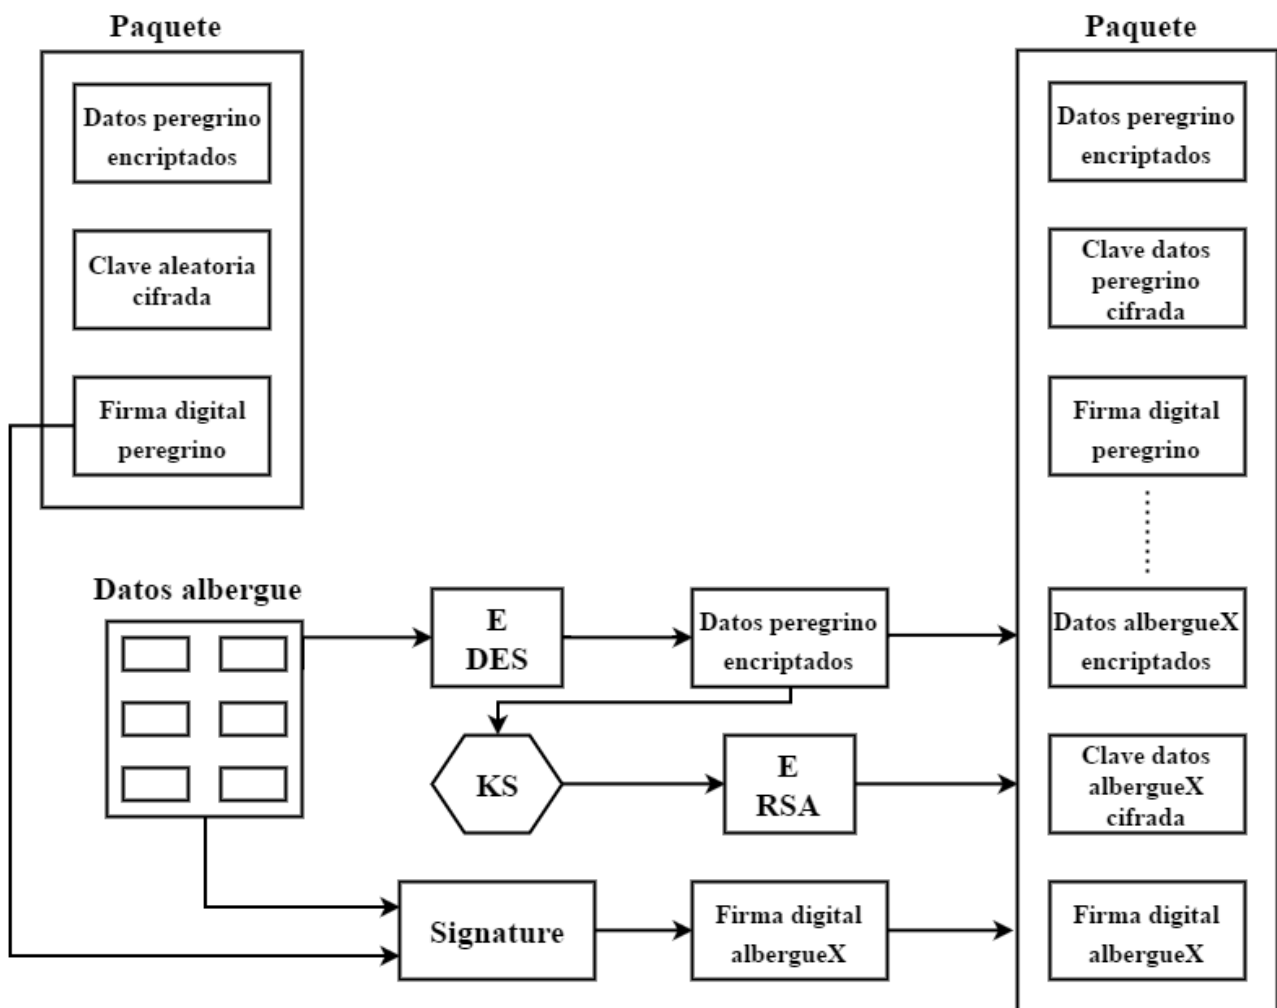 Paquete
Datos peregrino
encriptados
Clave aleatoria
cifrada
Firma digital
peregrino
Datos albergue
E
DES
Datos peregrino
encriptados
KS
E
RSA
Signature
Firma digital
albergueX
Paquete
Datos peregrino
encriptados
Clave datos
peregrino
cifrada
Firma digital
peregrino
Datos albergueX
encriptados
Clave datos
albergueX
cifrada
Firma digital
albergueX